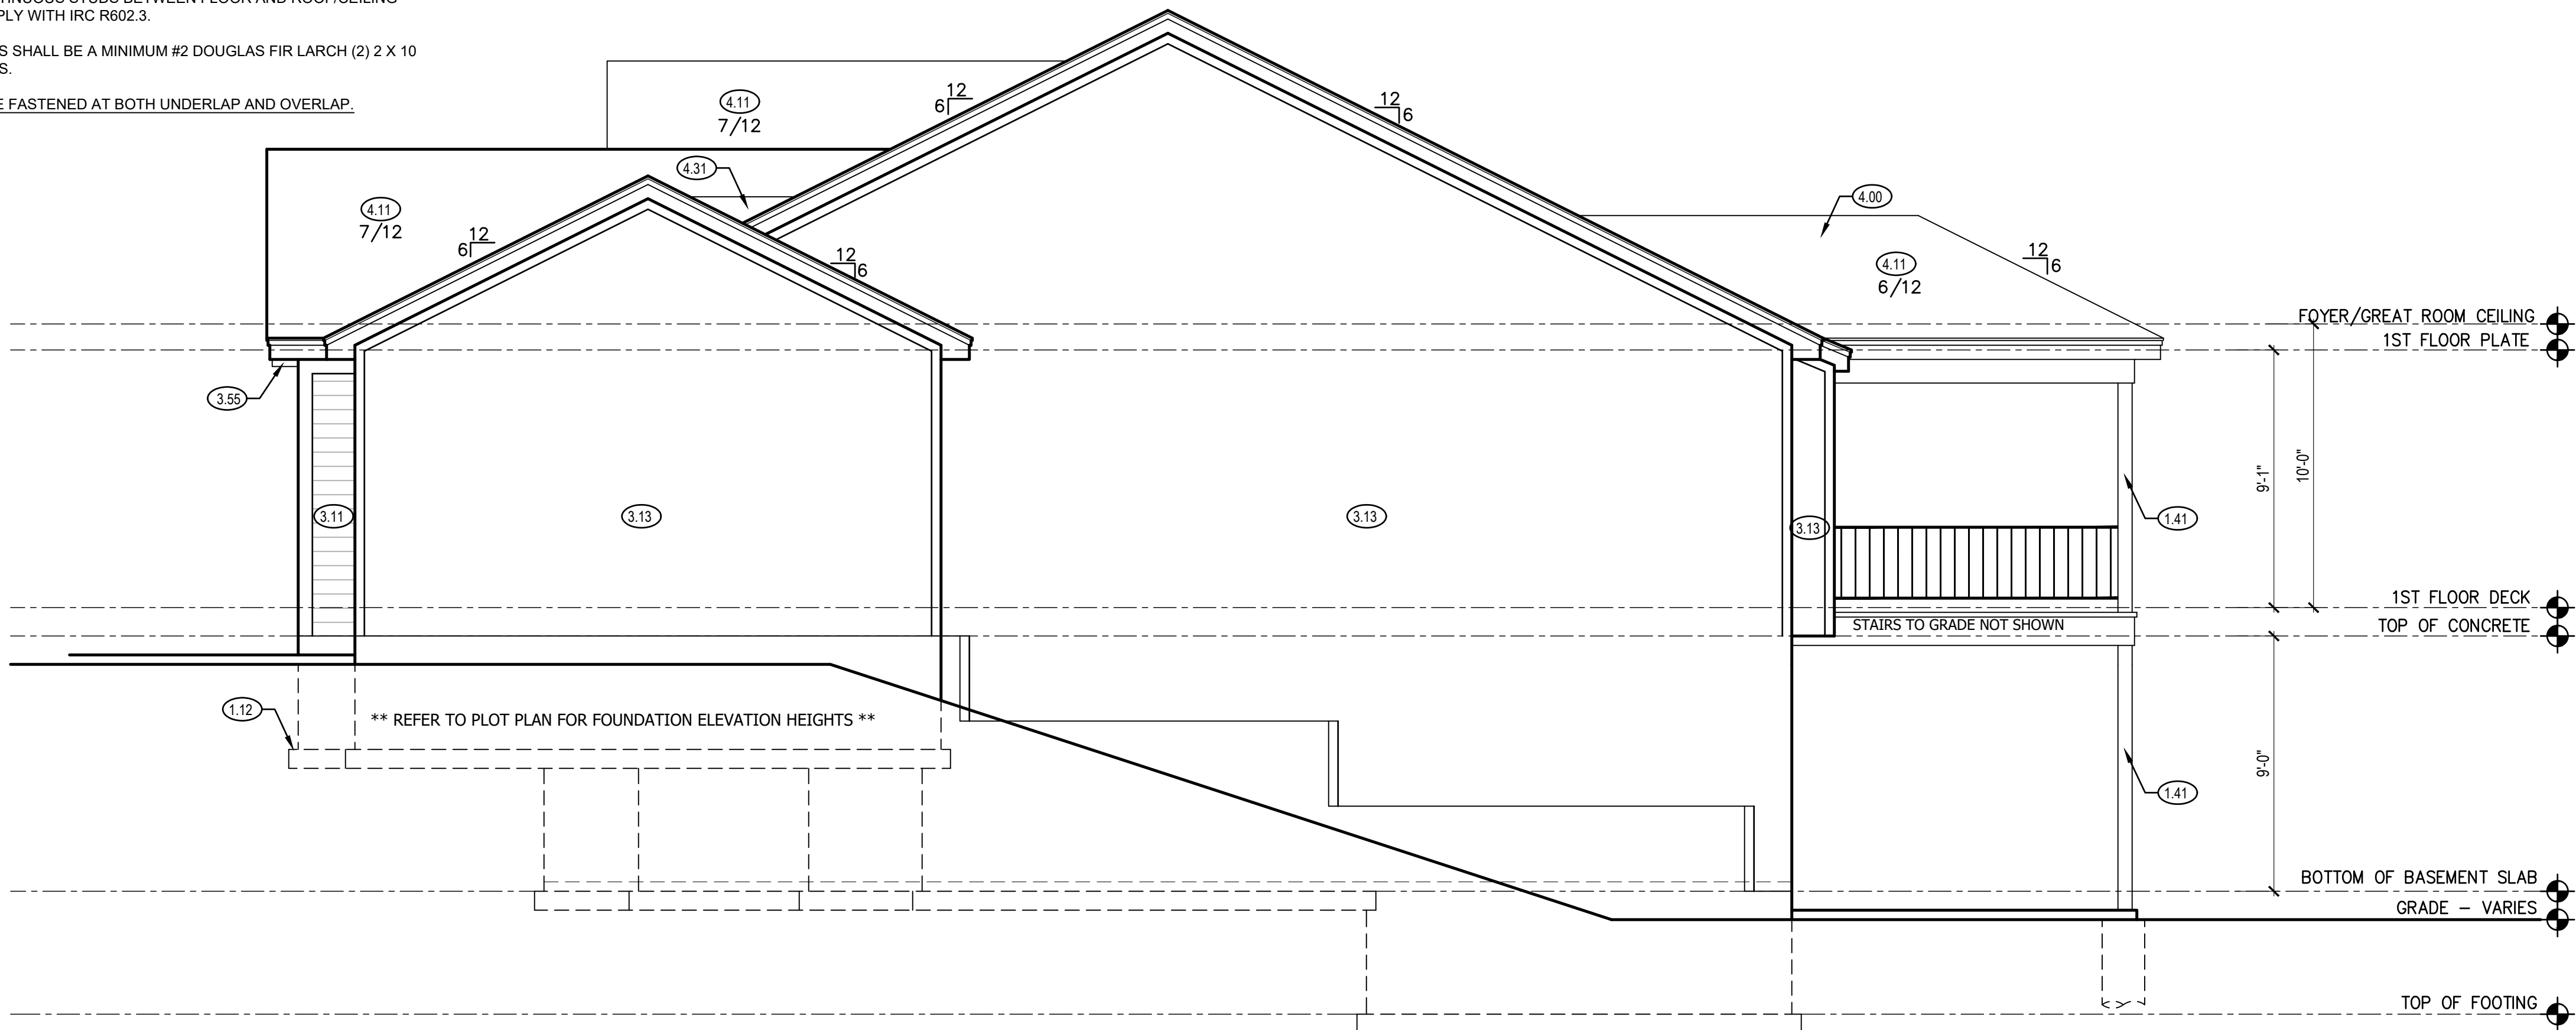 PLY WITH IRC R602.3.
S SHALL BE A MINIMUM #2 DOUGLAS FIR LARCH (2) 2 X 10
S.
E FASTENED AT BOTH UNDERLAP AND OVERLAP.
12
6
12
6
4.11
7/12
4.31
4.11
7/12
12
6
12
6
4.00
4.11
6/12
12
6
FOYER/GREAT ROOM CEILING
1ST FLOOR PLATE
3.55
3.11
3.13
3.13
3.13
1.41
9'-1"
10'-0"
1ST FLOOR DECK
STAIRS TO GRADE NOT SHOWN
TOP OF CONCRETE
1.12
** REFER TO PLOT PLAN FOR FOUNDATION ELEVATION HEIGHTS **
9'-0"
1.41
BOTTOM OF BASEMENT SLAB
GRADE - VARIES
TOP OF FOOTING